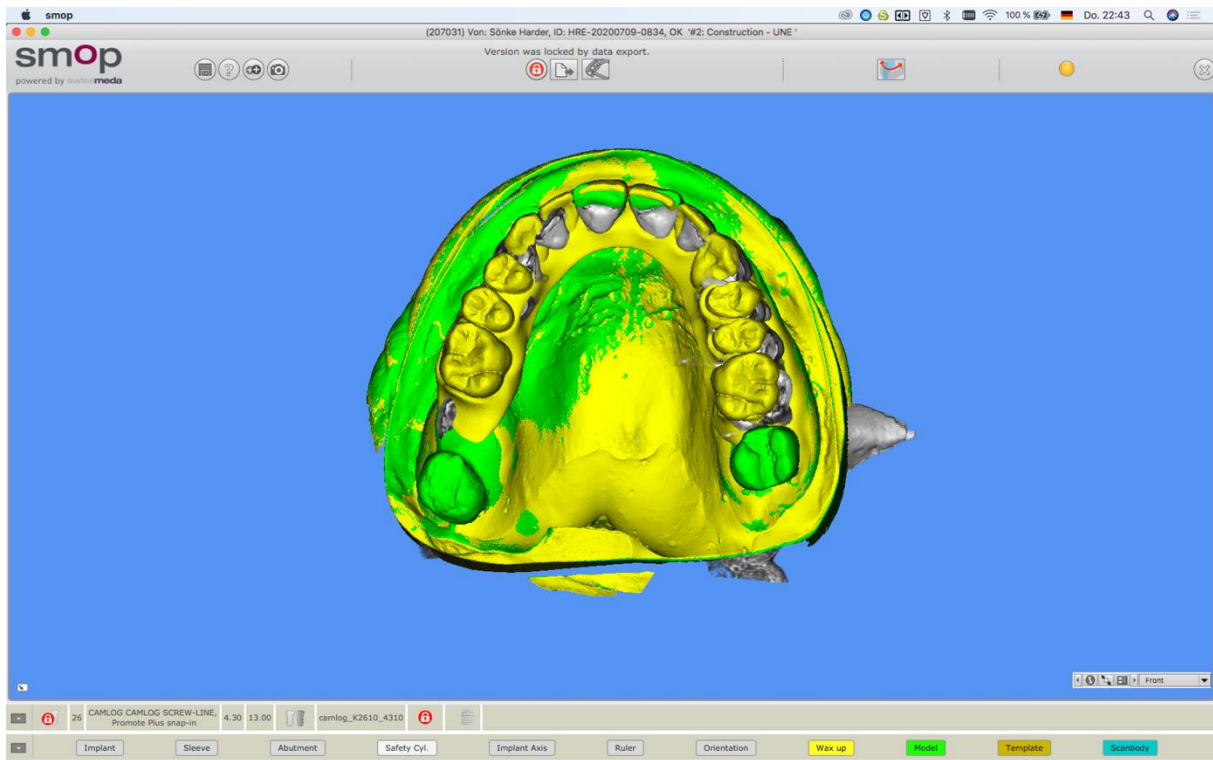 smop
100 %
Do. 22:43
(207031) Von: Sönke Harder, ID: HRE-20200709-0834, OK '#2: Construction - UNE '
smop
powered by swissmeda
Version was locked by data export.
Front
26
CAMLOG CAMLOG SCREW-LINE,
Promote Plus snap-in
4.30
13.00
camlog_K2610_4310
Implant
Sleeve
Abutment
Safety Cyl.
Implant Axis
Ruler
Orientation
Wax up
Model
Template
Scanbody